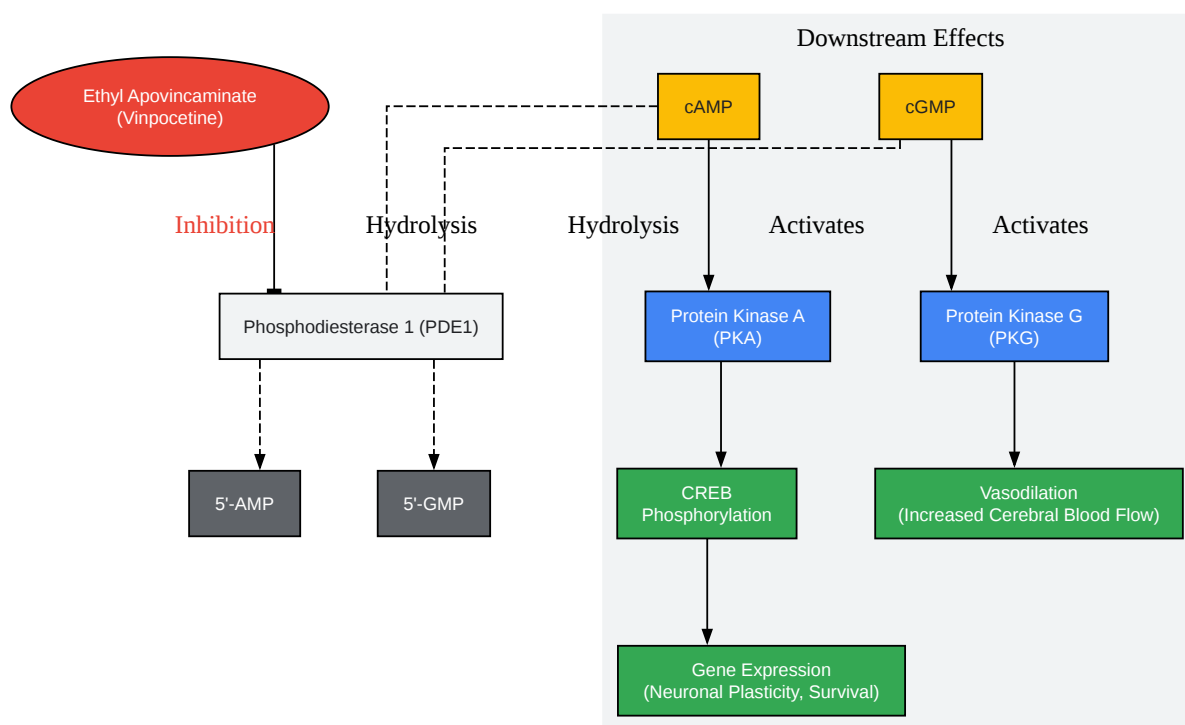 Downstream Effects
Ethyl Apovincaminate
(Vinpocetine)
cAMP
cGMP
Inhibition
Hydrolysis
Hydrolysis
Activates
Activates
Phosphodiesterase 1 (PDE1)
Protein Kinase A
(PKA)
Protein Kinase G
(PKG)
5'-AMP
5'-GMP
CREB
Phosphorylation
Vasodilation
(Increased Cerebral Blood Flow)
Gene Expression
(Neuronal Plasticity, Survival)